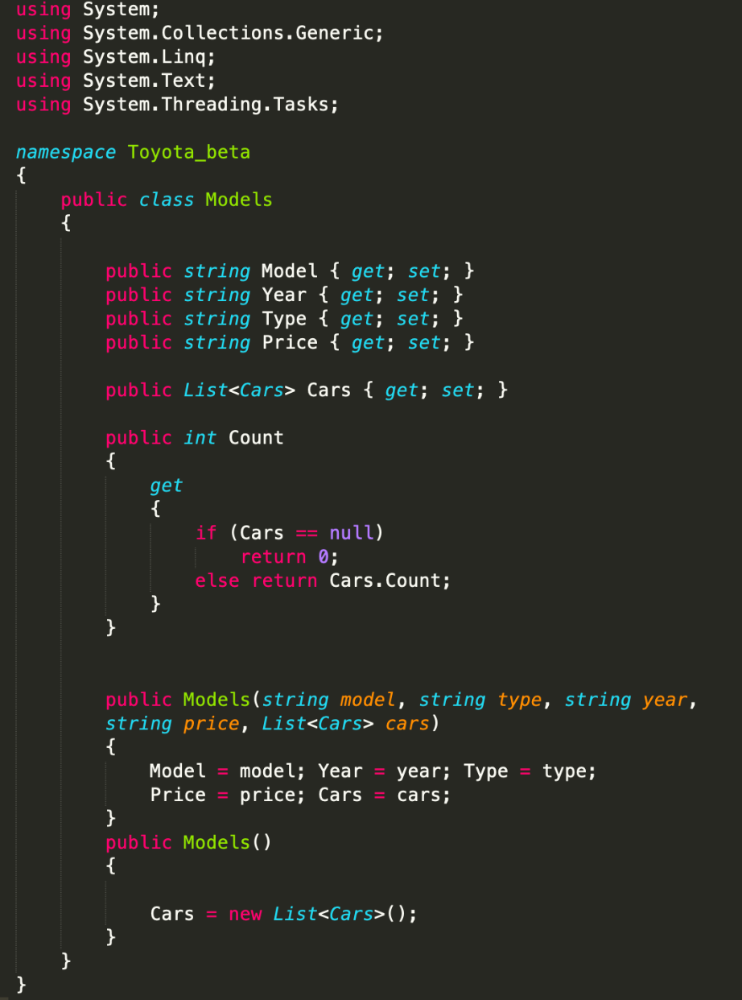 using System;
using System.Collections.Generic;
using System.Linq;
using System.Text;
using System.Threading.Tasks;
namespace Toyota_beta
{
public class Models
{
public string Model { get; set; }
public string Year { get; set; }
public string Type { get; set; }
public string Price { get; set; }
public List<Cars> Cars { get; set; }
public int Count
{
get
{
if (Cars == null)
return 0;
else return Cars.Count;
}
}
public Models(string model, string type, string year,
string price, List<Cars> cars)
{
Model = model; Year = year; Type = type;
Price = price; Cars = cars;
}
public Models()
{
Cars = new List<Cars>();
}
}
}